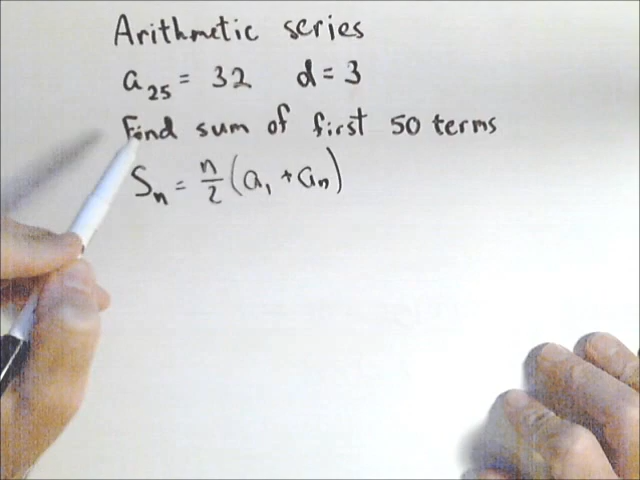 Arithmetic series
a₂₅ = 32 d = 3
Find sum of first 50 terms
Sₙ = n/2 (a₁ + aₙ)